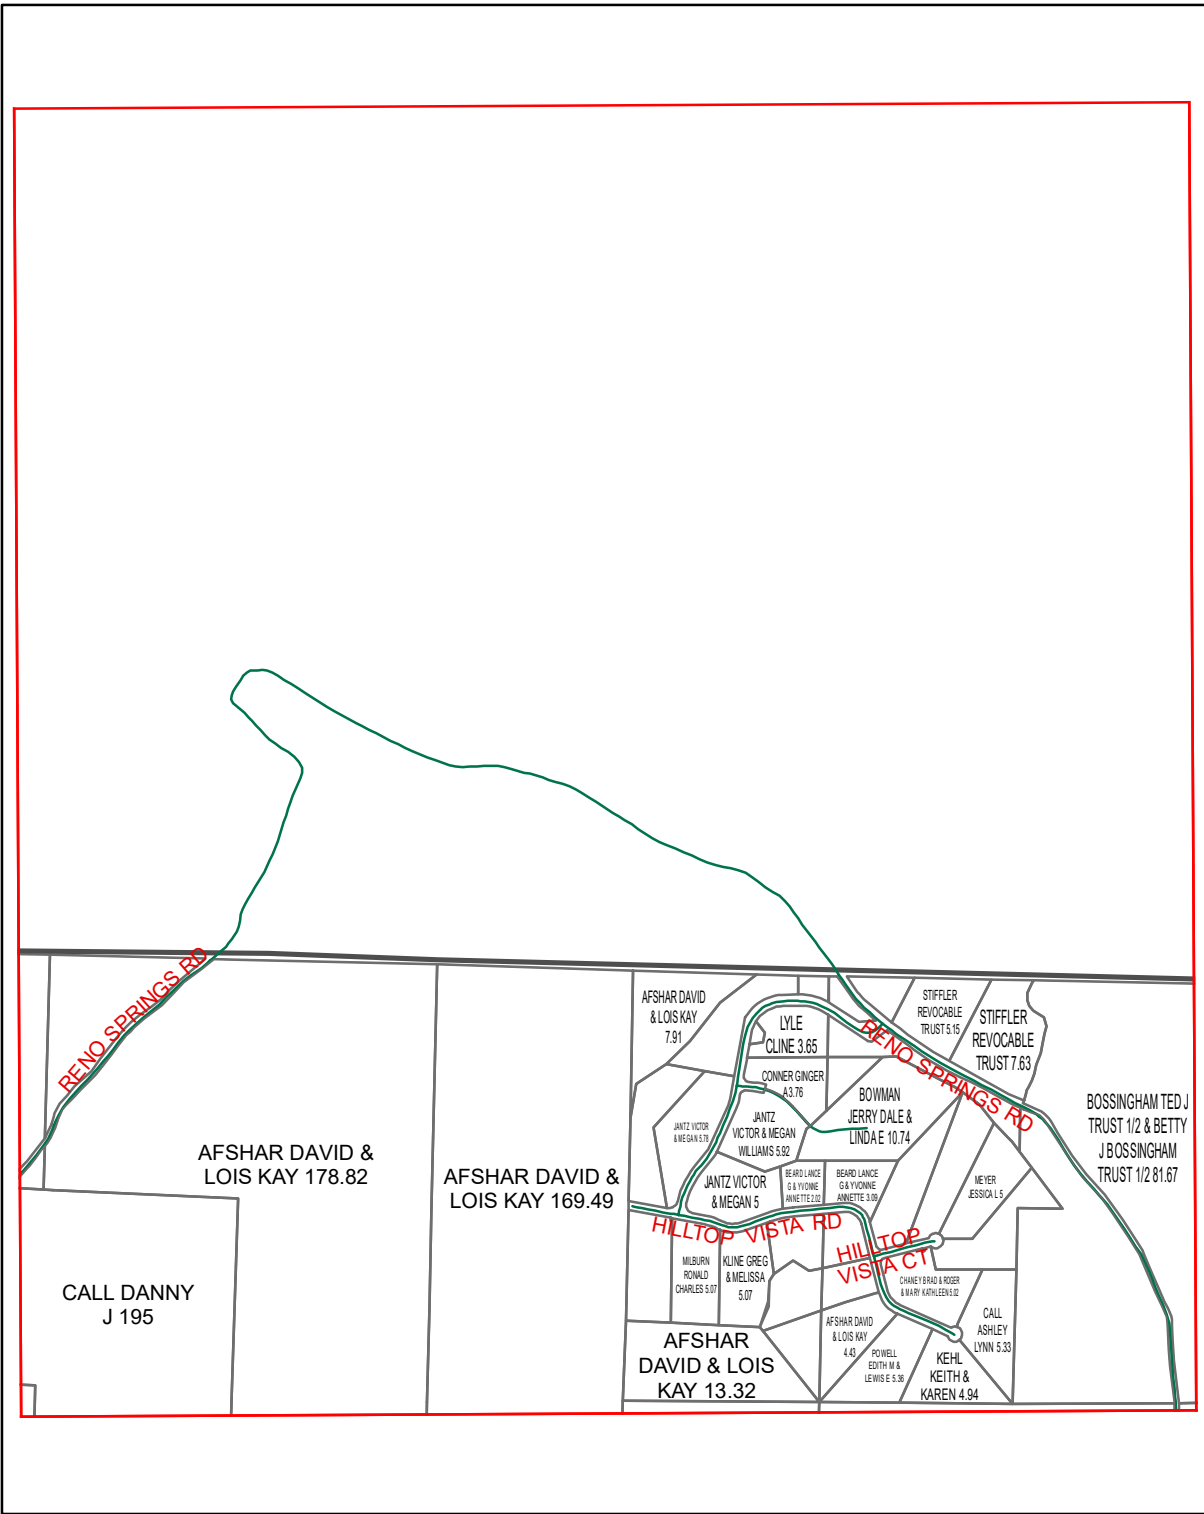 RENO SPRINGS RD
AFSHAR DAVID
& LOIS KAY
7.91
LYLE
CLINE 3.65
STIFFLER
REVOCABLE
TRUST 5.15
STIFFLER
REVOCABLE
TRUST 7.63
RENO SPRINGS RD
CONNER GINGER
A 3.76
BOWMAN
JERRY DALE &
LINDA E 10.74
BOSSINGHAM TED J
TRUST 1/2 & BETTY
J BOSSINGHAM
TRUST 1/2 81.67
JANTZ VICTOR
& MEGAN 5.78
JANTZ
VICTOR & MEGAN
WILLIAMS 5.92
AFSHAR DAVID &
LOIS KAY 178.82
AFSHAR DAVID &
LOIS KAY 169.49
JANTZ VICTOR
& MEGAN 5
BEARD LANCE
G & YVONNE
ANNETTE 2.02
BEARD LANCE
G & YVONNE
ANNETTE 3.09
MEYER
JESSICA L 5
HILLTOP VISTA RD
HILLTOP
VISTA CT
MILBURN
RONALD
CHARLES 5.07
KLINE GREG
& MELISSA
5.07
CHANEY BRAD & ROGER
& MARY KATHLEEN 5.02
CALL DANNY
J 195
AFSHAR
DAVID & LOIS
KAY 13.32
AFSHAR DAVID
& LOIS KAY
4.43
POWELL
EDITH M &
LEWIS E 5.36
KEHL
KEITH &
KAREN 4.94
CALL
ASHLEY
LYNN 5.33